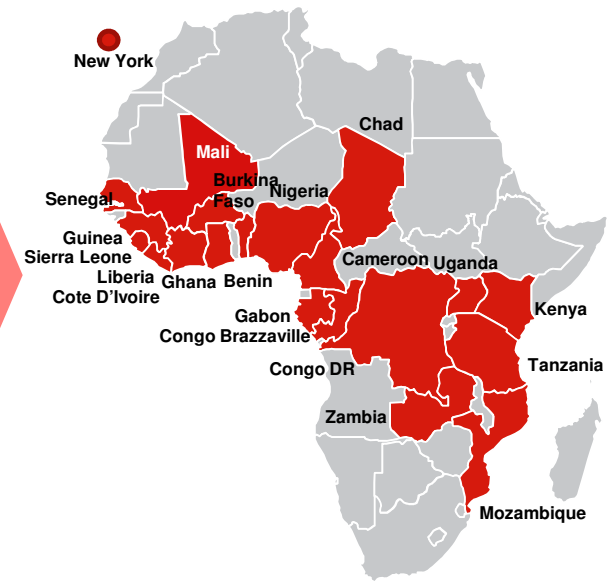 New York
Chad
Mali
Burkina
Faso
Nigeria
Senegal
Guinea
Sierra Leone
Liberia
Cote D'Ivoire
Ghana
Benin
Cameroon
Uganda
Gabon
Congo Brazzaville
Kenya
Congo DR
Tanzania
Zambia
Mozambique